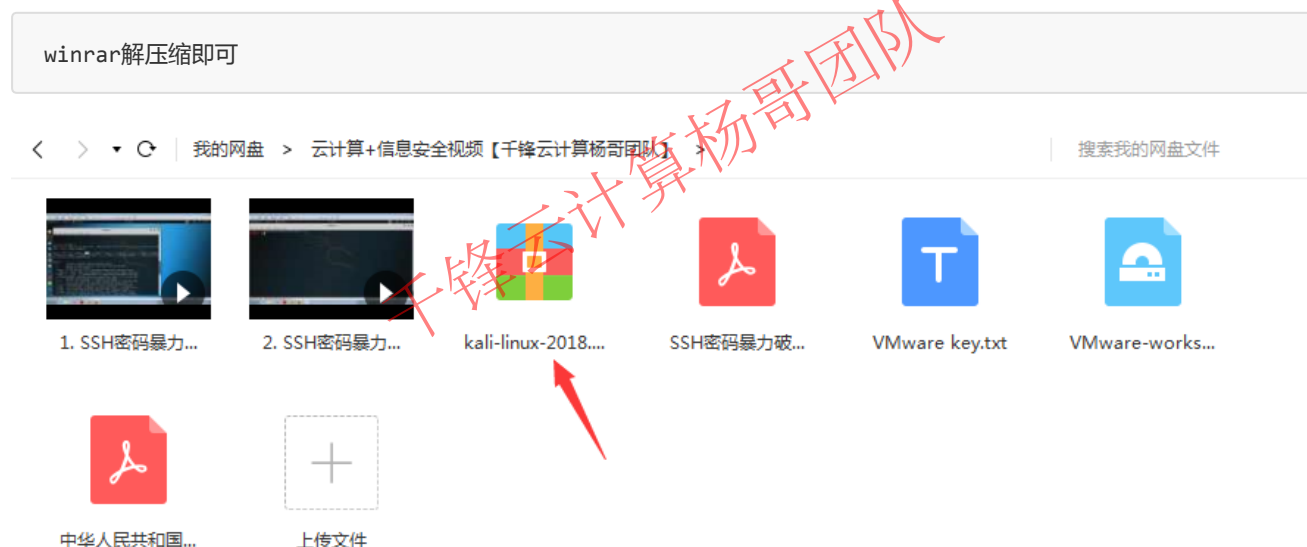 winrar解压缩即可
我的网盘 > 云计算+信息安全视频【千锋云计算杨哥团队】 >
搜索我的网盘文件
千锋云计算杨哥团队
1. SSH密码暴力...
2. SSH密码暴力...
kali-linux-2018....
SSH密码暴力破...
VMware key.txt
VMware-works...
中华人民共和国...
上传文件